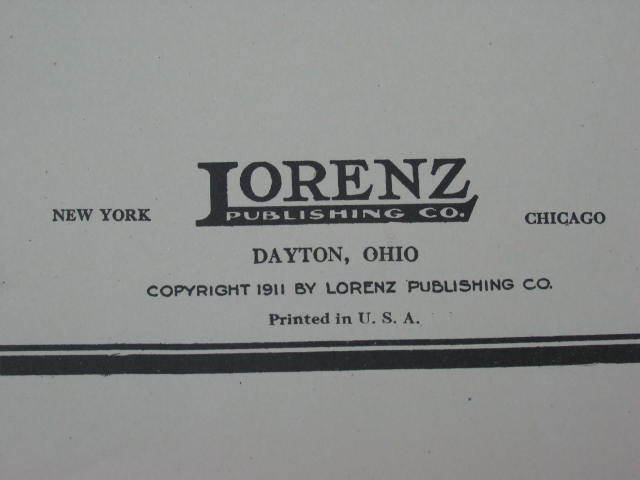 LORENZ
NEW YORK PUBLISHING CO. CHICAGO
DAYTON, OHIO
COPYRIGHT 1911 BY LORENZ PUBLISHING CO.
Printed in U. S. A.